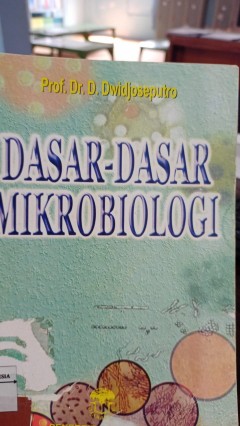 Prof. Dr. D. Dwidjoseputro
DASAR-DASAR
MIKROBIOLOGI